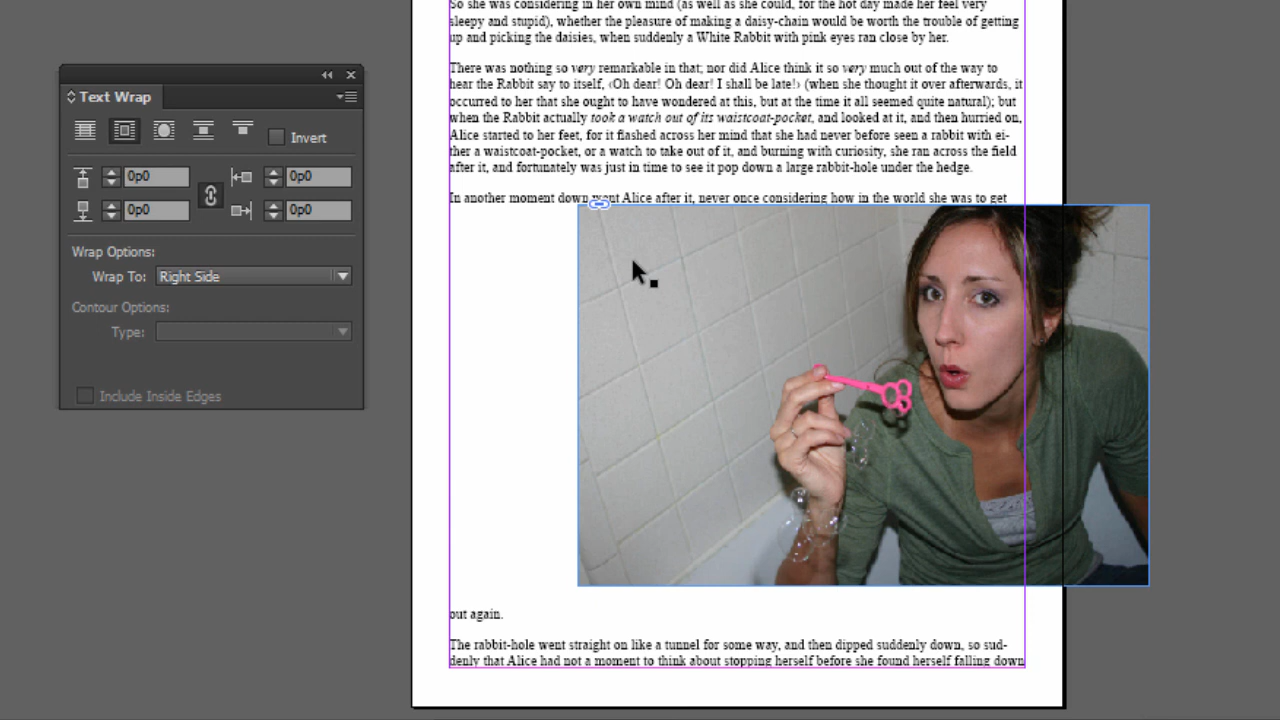 Text Wrap
Invert
0p0
0p0
0p0
0p0
Wrap Options:
Wrap To: Right Side
Contour Options:
Type:
Include Inside Edges
So she was considering in her own mind (as well as she could, for the hot day made her feel very
sleepy and stupid), whether the pleasure of making a daisy-chain would be worth the trouble of getting
up and picking the daisies, when suddenly a White Rabbit with pink eyes ran close by her.
There was nothing so very remarkable in that; nor did Alice think it so very much out of the way to
hear the Rabbit say to itself, ‹Oh dear! Oh dear! I shall be late!› (when she thought it over afterwards, it
occurred to her that she ought to have wondered at this, but at the time it all seemed quite natural); but
when the Rabbit actually took a watch out of its waistcoat-pocket, and looked at it, and then hurried on,
Alice started to her feet, for it flashed across her mind that she had never before seen a rabbit with ei-
ther a waistcoat-pocket, or a watch to take out of it, and burning with curiosity, she ran across the field
after it, and fortunately was just in time to see it pop down a large rabbit-hole under the hedge.
In another moment down went Alice after it, never once considering how in the world she was to get
out again.
The rabbit-hole went straight on like a tunnel for some way, and then dipped suddenly down, so sud-
denly that Alice had not a moment to think about stopping herself before she found herself falling down